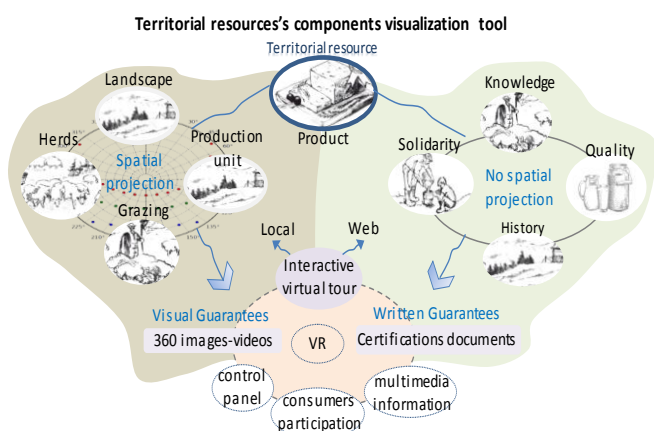 Territorial resources's components visualization tool
Territorial resource
Product
Landscape
Herds
Production
unit
Spatial
projection
Grazing
Knowledge
Solidarity
Quality
No spatial
projection
History
Local
Web
Interactive
virtual tour
Visual Guarantees
360 images-videos
Written Guarantees
Certifications documents
VR
control
panel
consumers
participation
multimedia
information